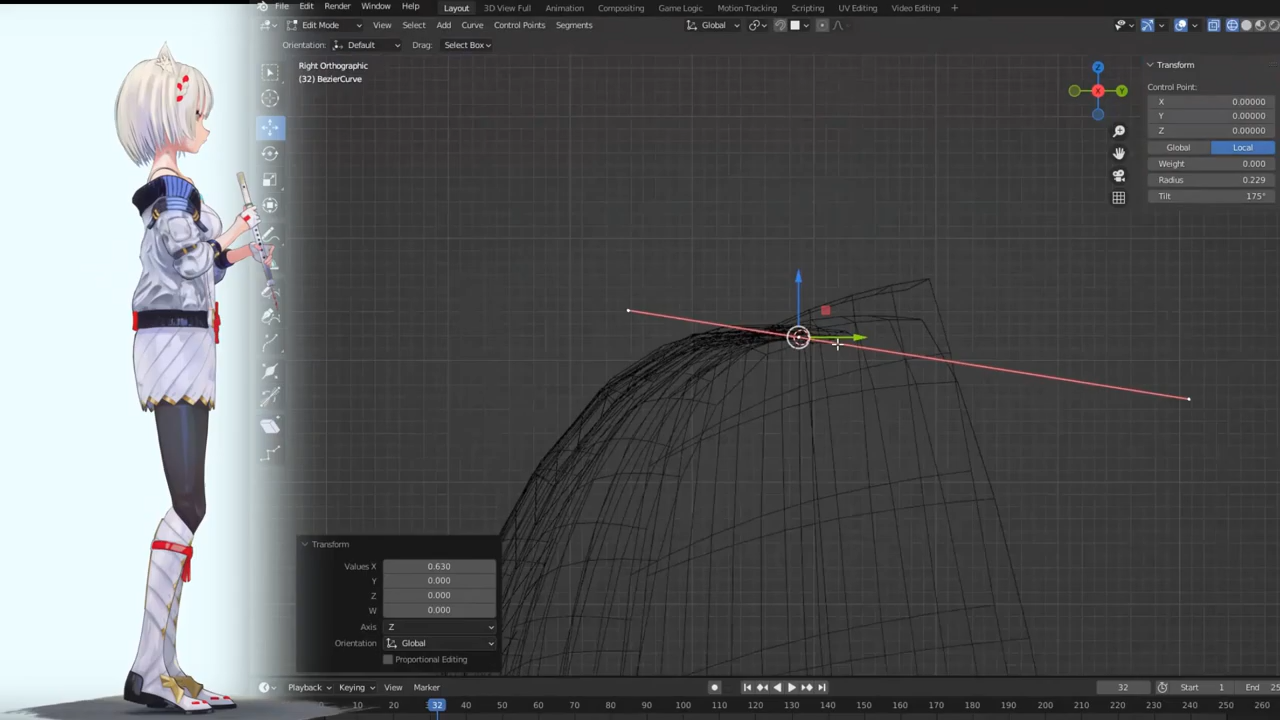 File Edit Render Window Help Layout 3D View Full Animation Compositing Game Logic Motion Tracking Scripting UV Editing Video Editing +
Edit Mode View Select Add Curve Control Points Segments Global
Orientation: Default Drag: Select Box
Right Orthographic
(32) BezierCurve
Z
X
Y
Transform
Control Point:
X 0.00000
Y 0.00000
Z 0.00000
Global Local
Weight 0.000
Radius 0.229
Tilt 175°
Transform
Values X 0.630
Y 0.000
Z 0.000
W 0.000
Axis Z
Orientation Global
Proportional Editing
Playback Keying View Marker 32 Start 1 End 25
10 20 32 40 50 60 70 80 90 100 110 120 130 140 150 160 170 180 190 200 210 220 230 240 250 260